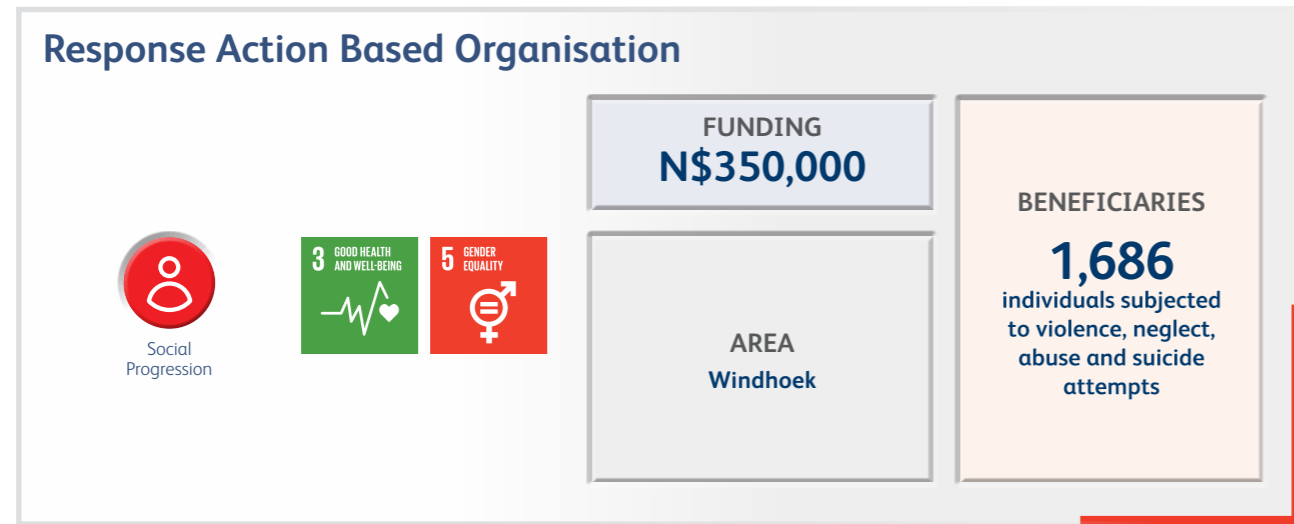 Response Action Based Organisation
Social
Progression
3 GOOD HEALTH
AND WELL-BEING
5 GENDER
EQUALITY
FUNDING
N$350,000
AREA
Windhoek
BENEFICIARIES
1,686
individuals subjected
to violence, neglect,
abuse and suicide
attempts